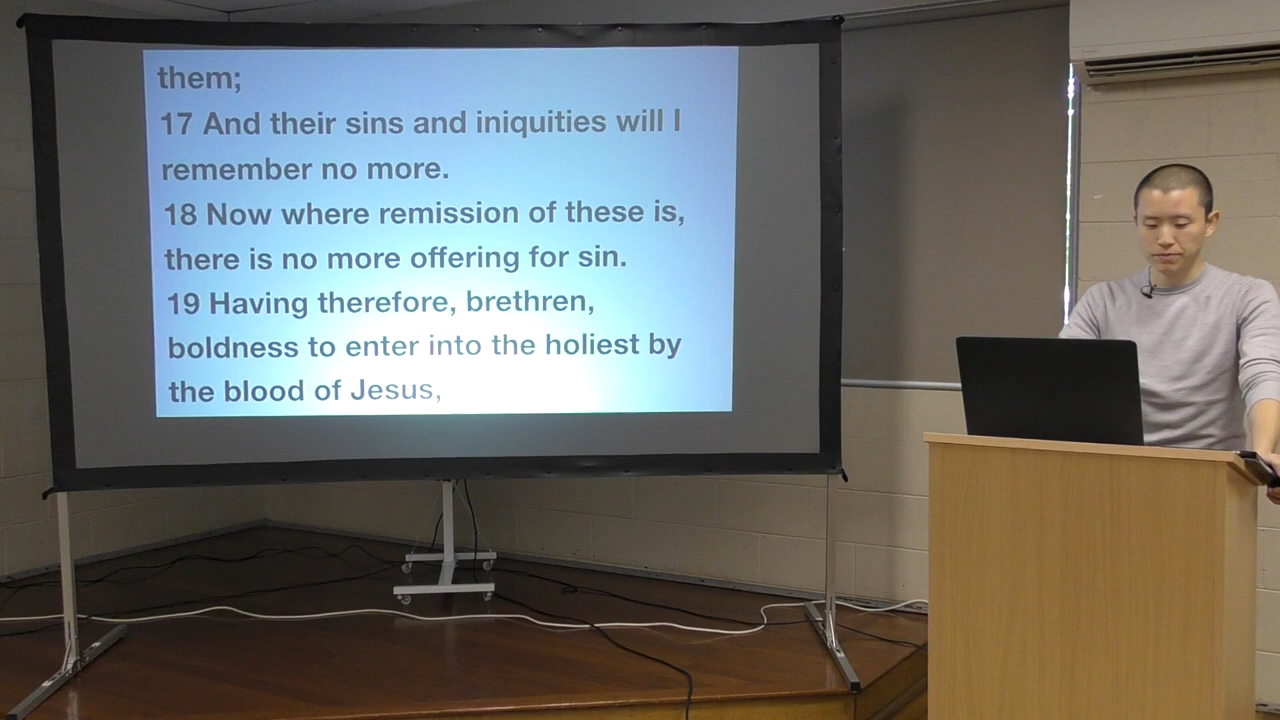 them;
17 And their sins and iniquities will I
remember no more.
18 Now where remission of these is,
there is no more offering for sin.
19 Having therefore, brethren,
boldness to enter into the holiest by
the blood of Jesus,